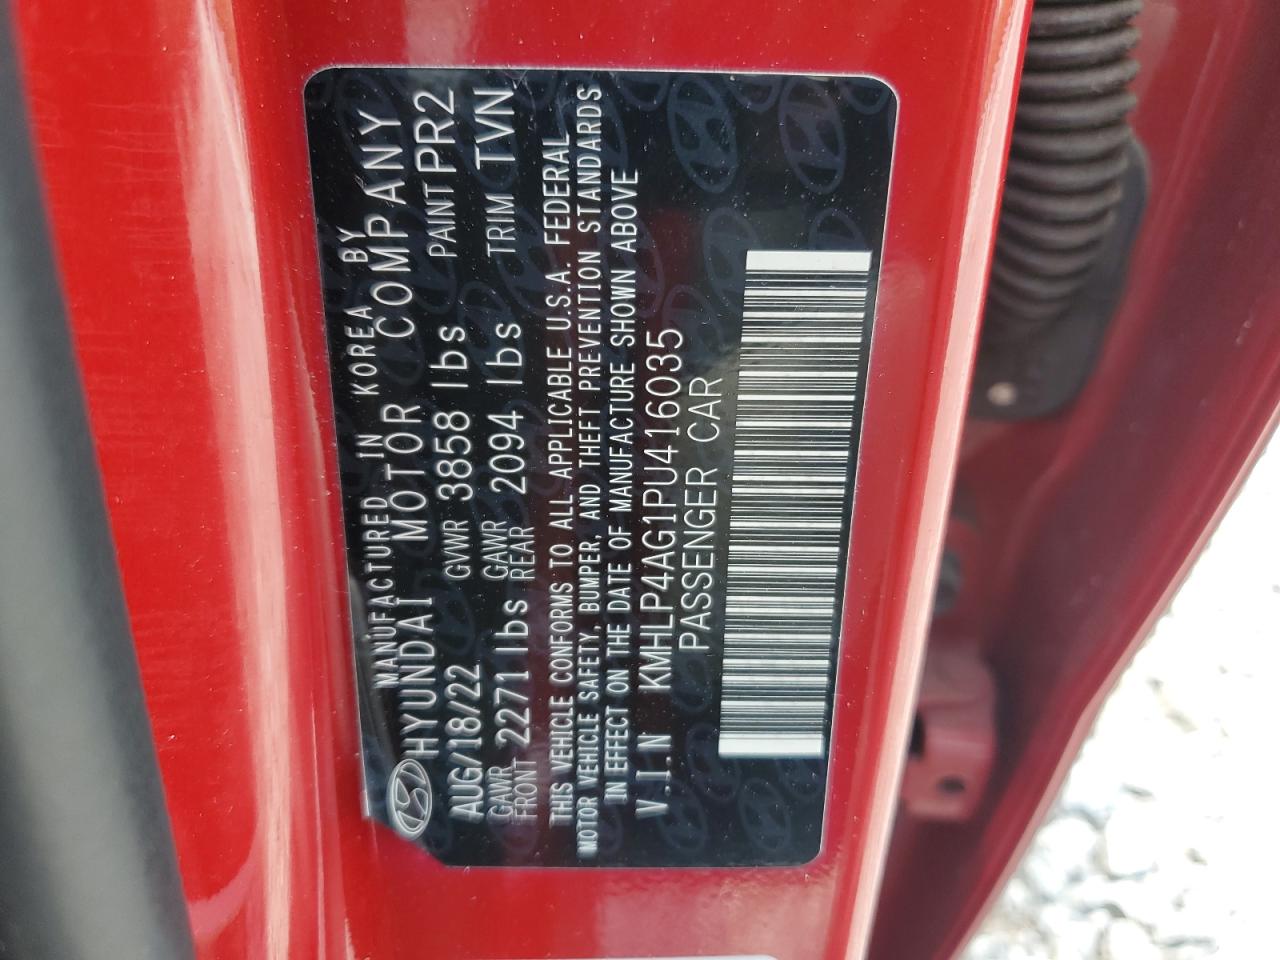 MANUFACTURED IN KOREA BY
HYUNDAI MOTOR COMPANY
AUG/18/22 GVWR 3858 lbs PAINT PR2
GAWR FRONT 2271 lbs GAWR REAR 2094 lbs TRIM TVN
THIS VEHICLE CONFORMS TO ALL APPLICABLE U.S.A. FEDERAL
MOTOR VEHICLE SAFETY, BUMPER, AND THEFT PREVENTION STANDARDS
IN EFFECT ON THE DATE OF MANUFACTURE SHOWN ABOVE
V.I.N KMHLP4AG1PU416035
PASSENGER CAR